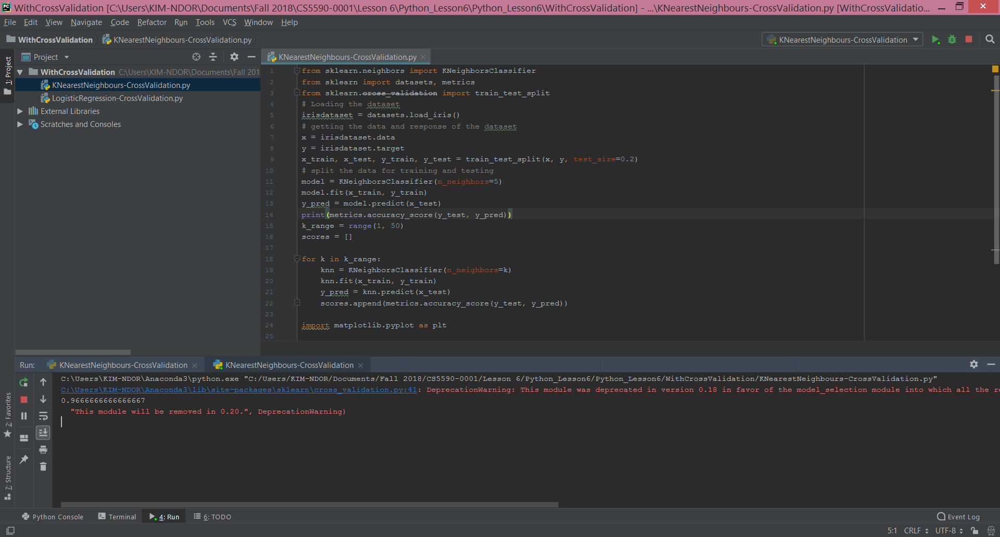 WithCrossValidation [C:\Users\KIM-NDOR\Documents\Fall 2018\CS5590-0001\Lesson 6\Python_Lesson6\Python_Lesson6\WithCrossValidation] - ...\KNearestNeighbours-CrossValidation.py [WithCrossValidatio...
File Edit View Navigate Code Refactor Run Tools VCS Window Help
WithCrossValidation KNearestNeighbours-CrossValidation.py
KNearestNeighbours-CrossValidation
Project
KNearestNeighbours-CrossValidation.py
1: Project
WithCrossValidation C:\Users\KIM-NDOR\Documents\Fall 201
KNearestNeighbours-CrossValidation.py
LogisticRegression-CrossValidation.py
External Libraries
Scratches and Consoles
1 from sklearn.neighbors import KNeighborsClassifier
2 from sklearn import datasets, metrics
3 from sklearn.cross_validation import train_test_split
4 # Loading the dataset
5 irisdataset = datasets.load_iris()
6 # getting the data and response of the dataset
7 x = irisdataset.data
8 y = irisdataset.target
9 x_train, x_test, y_train, y_test = train_test_split(x, y, test_size=0.2)
10 # split the data for training and testing
11 model = KNeighborsClassifier(n_neighbors=5)
12 model.fit(x_train, y_train)
13 y_pred = model.predict(x_test)
14 print(metrics.accuracy_score(y_test, y_pred))
15 k_range = range(1, 50)
16 scores = []
17
18 for k in k_range:
19 knn = KNeighborsClassifier(n_neighbors=k)
20 knn.fit(x_train, y_train)
21 y_pred = knn.predict(x_test)
22 scores.append(metrics.accuracy_score(y_test, y_pred))
23
24 import matplotlib.pyplot as plt
25
Run: KNearestNeighbours-CrossValidation KNearestNeighbours-CrossValidation
C:\Users\KIM-NDOR\Anaconda3\python.exe "C:/Users/KIM-NDOR/Documents/Fall 2018/CS5590-0001/Lesson 6/Python_Lesson6/Python_Lesson6/WithCrossValidation/KNearestNeighbours-CrossValidation.py"
C:\Users\KIM-NDOR\Anaconda3\lib\site-packages\sklearn\cross_validation.py:41: DeprecationWarning: This module was deprecated in version 0.18 in favor of the model_selection module into which all the re
0.9666666666666667
"This module will be removed in 0.20.", DeprecationWarning)
2: Favorites
7: Structure
Python Console Terminal 4: Run 6: TODO Event Log
5:1 CRLF UTF-8